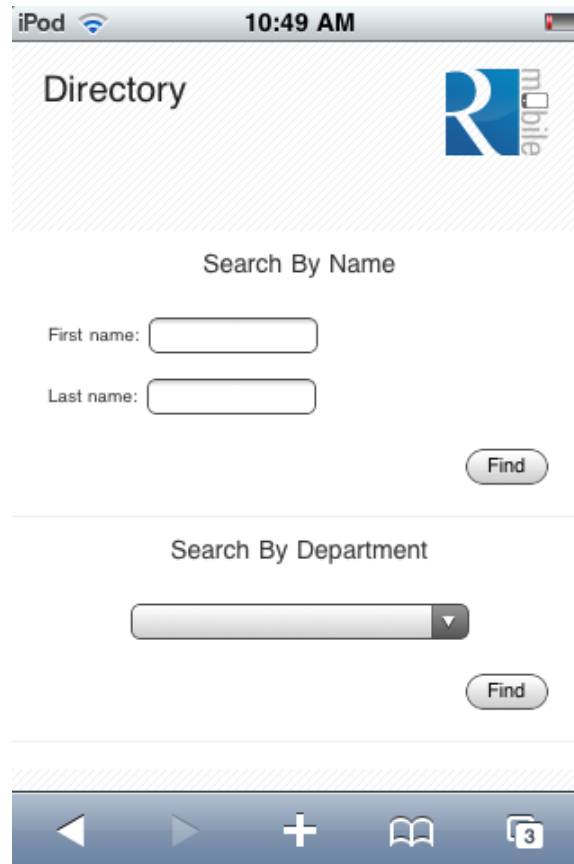 iPod 10:49 AM
Directory
R mobile
Search By Name
First name:
Last name:
Find
Search By Department
Find
3